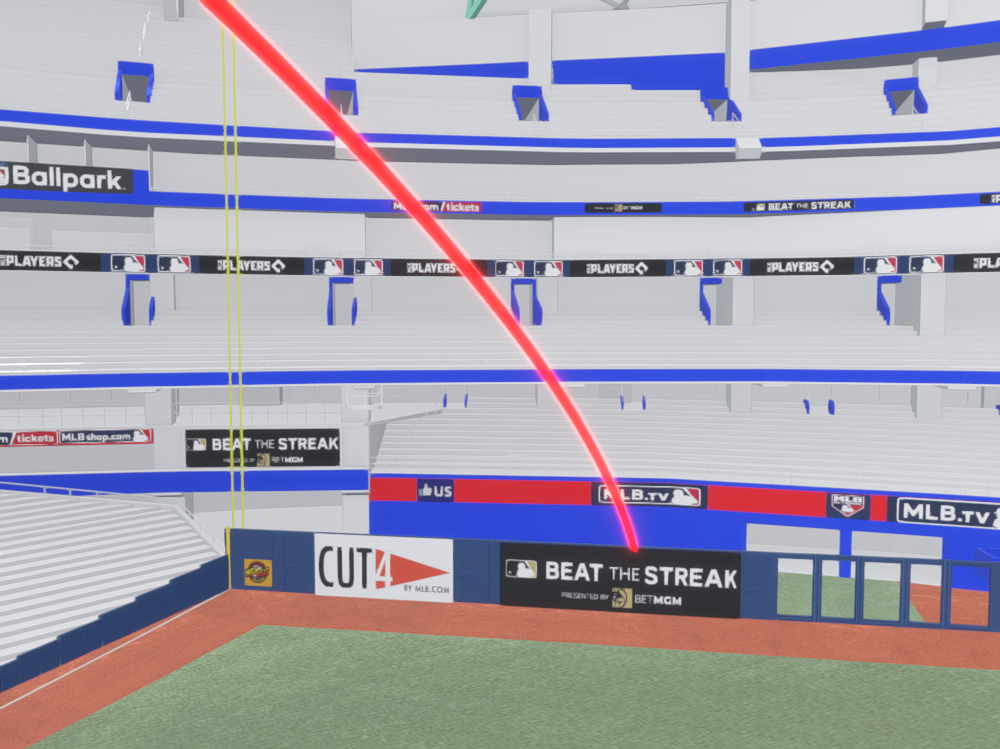 Ballpark.
MLB.com/tickets
BEAT THE STREAK
PLAYERS
PLAYERS
PLAYERS
PLAYERS
PLAYERS
/tickets
MLBshop.com
BEAT THE STREAK
PRESENTED BY BETMGM
US
MLB.TV
MLB
MLB.TV
CUT4
BY MLB.COM
BEAT THE STREAK
PRESENTED BY BETMGM